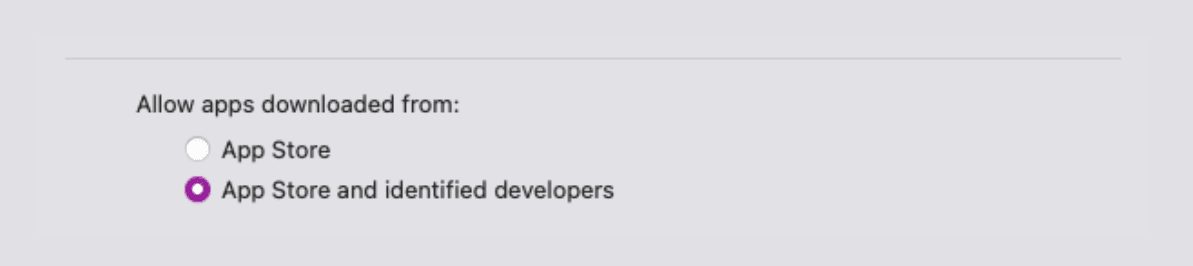 Allow apps downloaded from:
App Store
App Store and identified developers